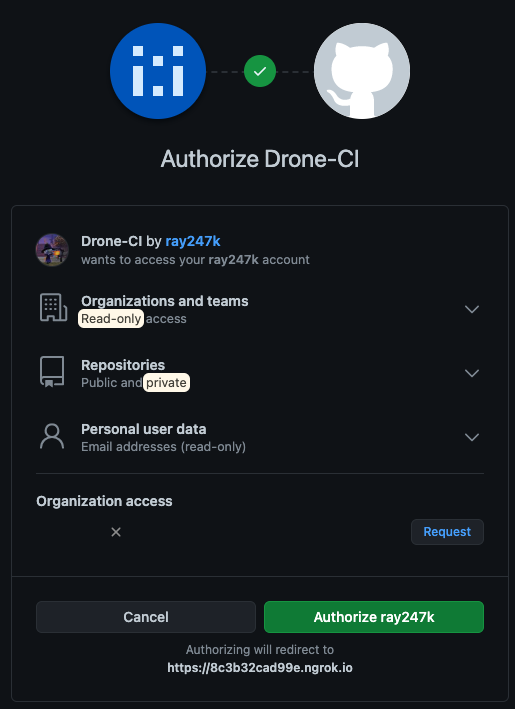 Authorize Drone-CI
Drone-CI by ray247k
wants to access your ray247k account
Organizations and teams
Read-only access
Repositories
Public and private
Personal user data
Email addresses (read-only)
Organization access
Request
Cancel
Authorize ray247k
Authorizing will redirect to
https://8c3b32cad99e.ngrok.io